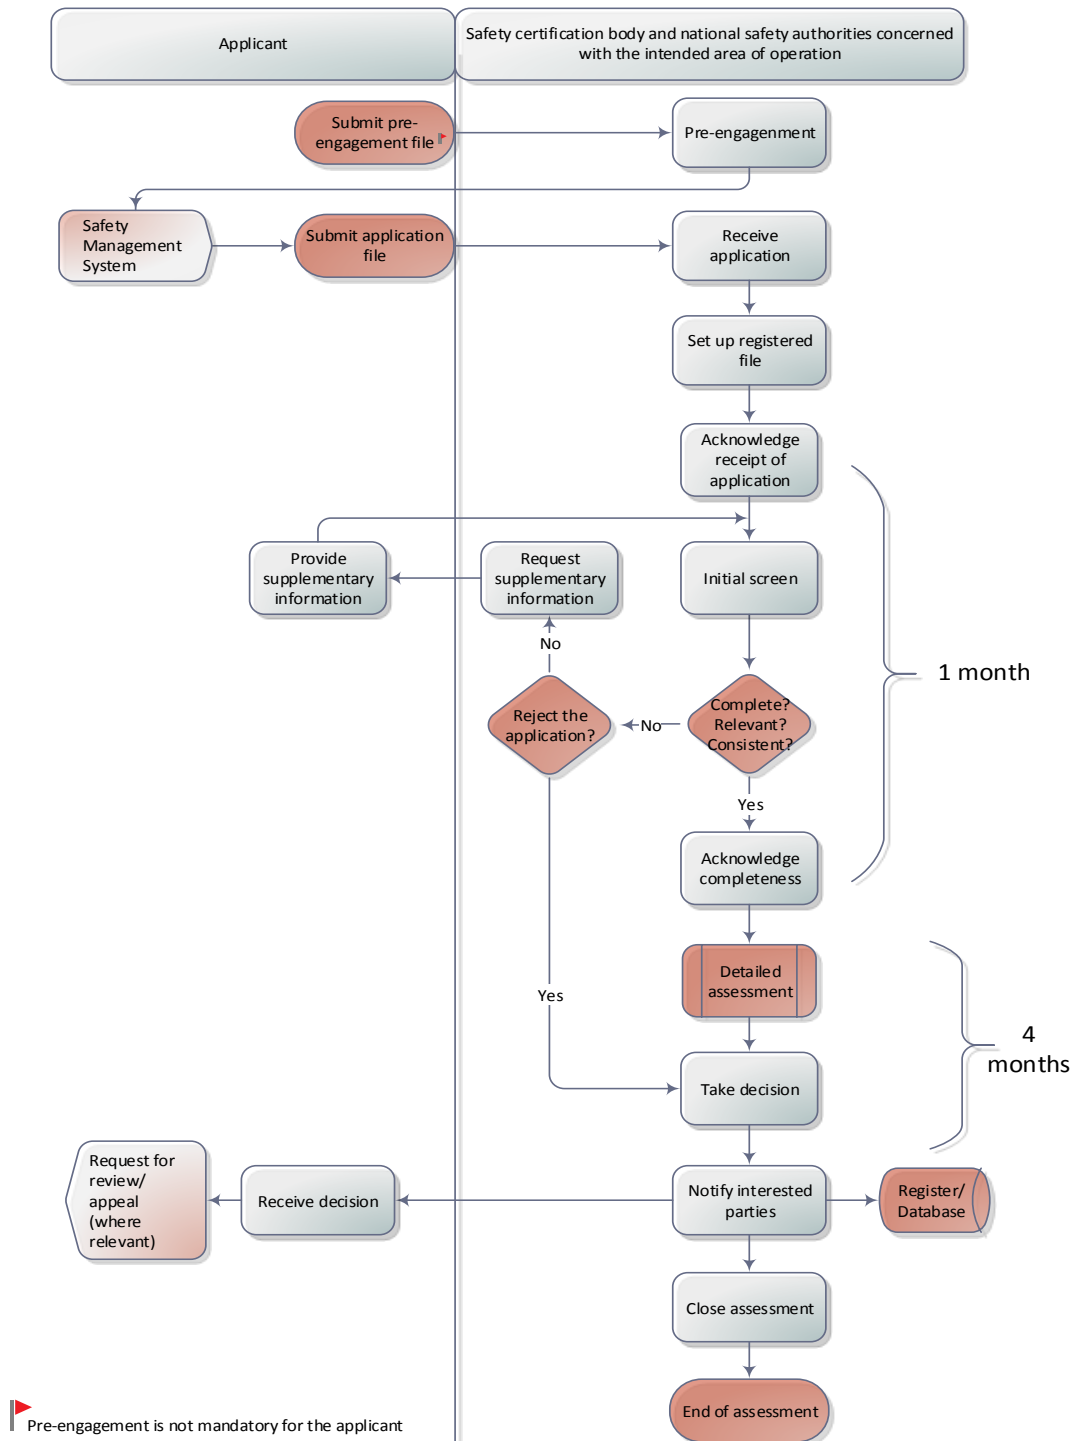 Applicant
Safety certification body and national safety authorities concerned
with the intended area of operation
Submit pre-
engagement file
Pre-engagenment
Safety
Management
System
Submit application
file
Receive
application
Set up registered
file
Acknowledge
receipt of
application
Provide
supplementary
information
Request
supplementary
information
Initial screen
No
1 month
Reject the
application?
No
Complete?
Relevant?
Consistent?
Yes
Acknowledge
completeness
Detailed
assessment
Yes
4
months
Take decision
Request for
review/
appeal
(where
relevant)
Receive decision
Notify interested
parties
Register/
Database
Close assessment
End of assessment
Pre-engagement is not mandatory for the applicant